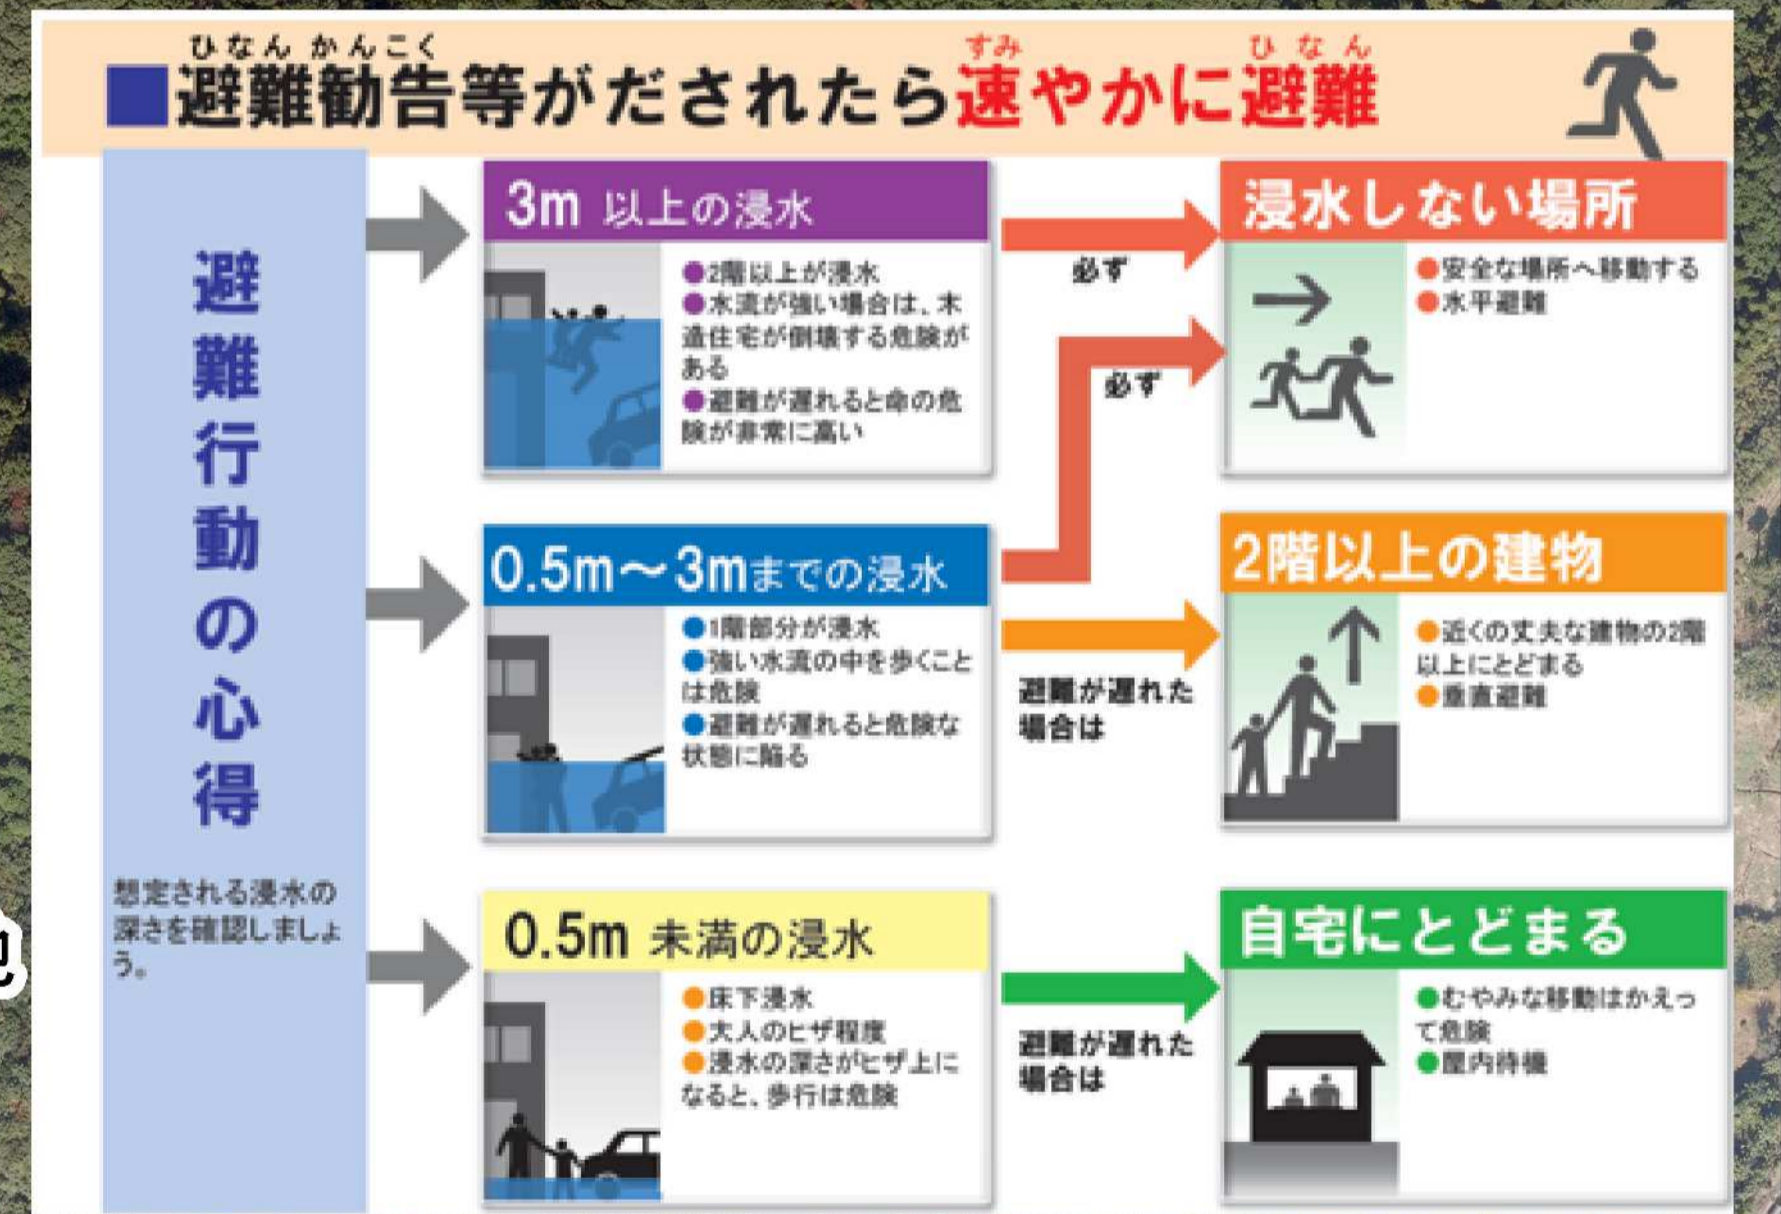 ひなんかんこく
すみ
ひなん
■避難勧告等がだされたら速やかに避難
避難行動の心得
想定される浸水の
深さを確認しましょ
う。
3m 以上の浸水
●2階以上が浸水
●水流が強い場合は、木
造住宅が倒壊する危険が
ある
●避難が遅れると命の危
険が非常に高い
必ず
浸水しない場所
●安全な場所へ移動する
●水平避難
0.5m～3mまでの浸水
●1階部分が浸水
●強い水流の中を歩くこと
は危険
●避難が遅れると危険な
状態に陥る
必ず
避難が遅れた
場合は
2階以上の建物
●近くの丈夫な建物の2階
以上にとどまる
●垂直避難
0.5m 未満の浸水
●床下浸水
●大人のヒザ程度
●浸水の深さがヒザ上に
なると、歩行は危険
避難が遅れた
場合は
自宅にとどまる
●むやみな移動はかえっ
て危険
●屋内待機